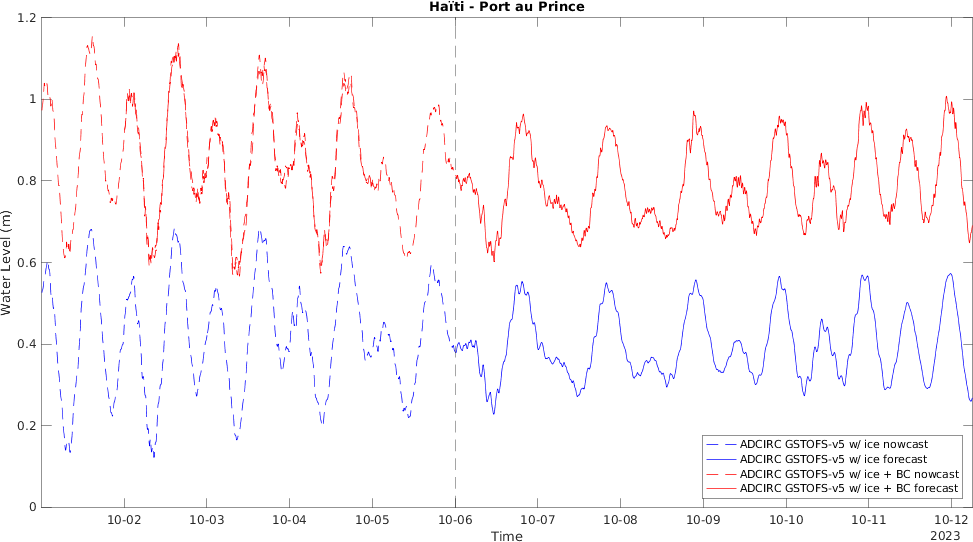 Haïti - Port au Prince
Water Level (m)
1.2
1
0.8
0.6
0.4
0.2
0
ADCIRC GSTOFS-v5 w/ ice nowcast
ADCIRC GSTOFS-v5 w/ ice forecast
ADCIRC GSTOFS-v5 w/ ice + BC nowcast
ADCIRC GSTOFS-v5 w/ ice + BC forecast
10-02 10-03 10-04 10-05 10-06 10-07 10-08 10-09 10-10 10-11 10-12
Time
2023